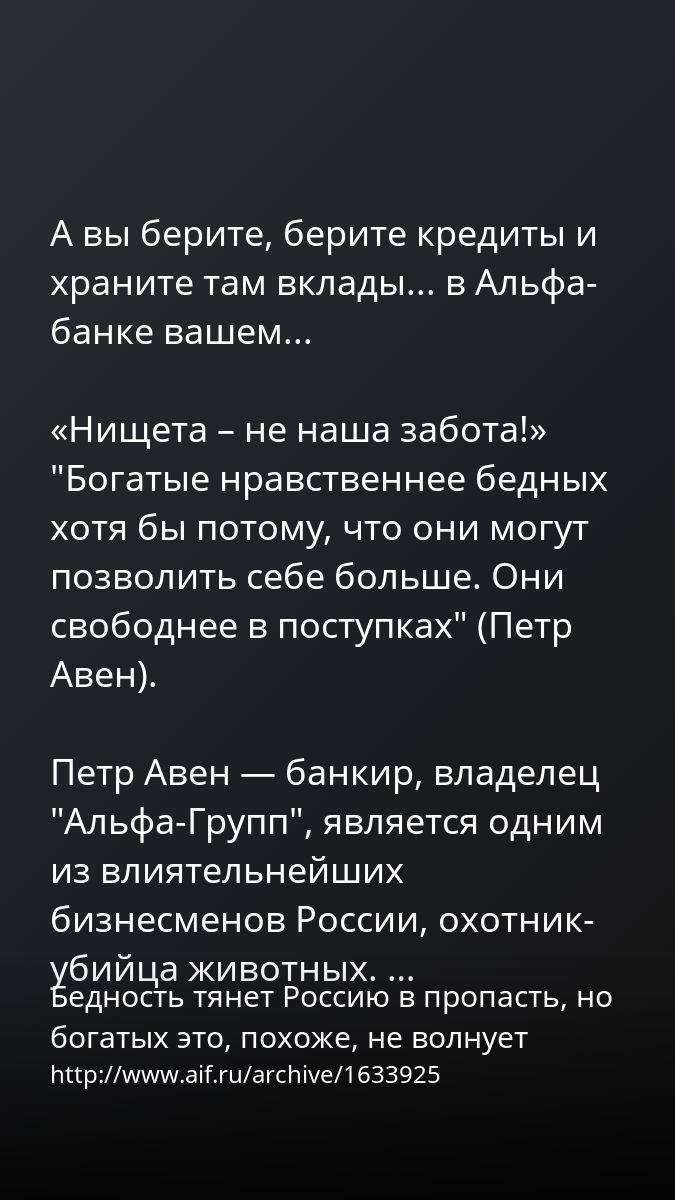 А вы берите, берите кредиты и
храните там вклады... в Альфа-
банке вашем...
«Нищета – не наша забота!»
"Богатые нравственнее бедных
хотя бы потому, что они могут
позволить себе больше. Они
свободнее в поступках" (Петр
Авен).
Петр Авен — банкир, владелец
"Альфа-Групп", является одним
из влиятельнейших
бизнесменов России, охотник-
убийца животных. ...
Бедность тянет Россию в пропасть, но
богатых это, похоже, не волнует
http://www.aif.ru/archive/1633925